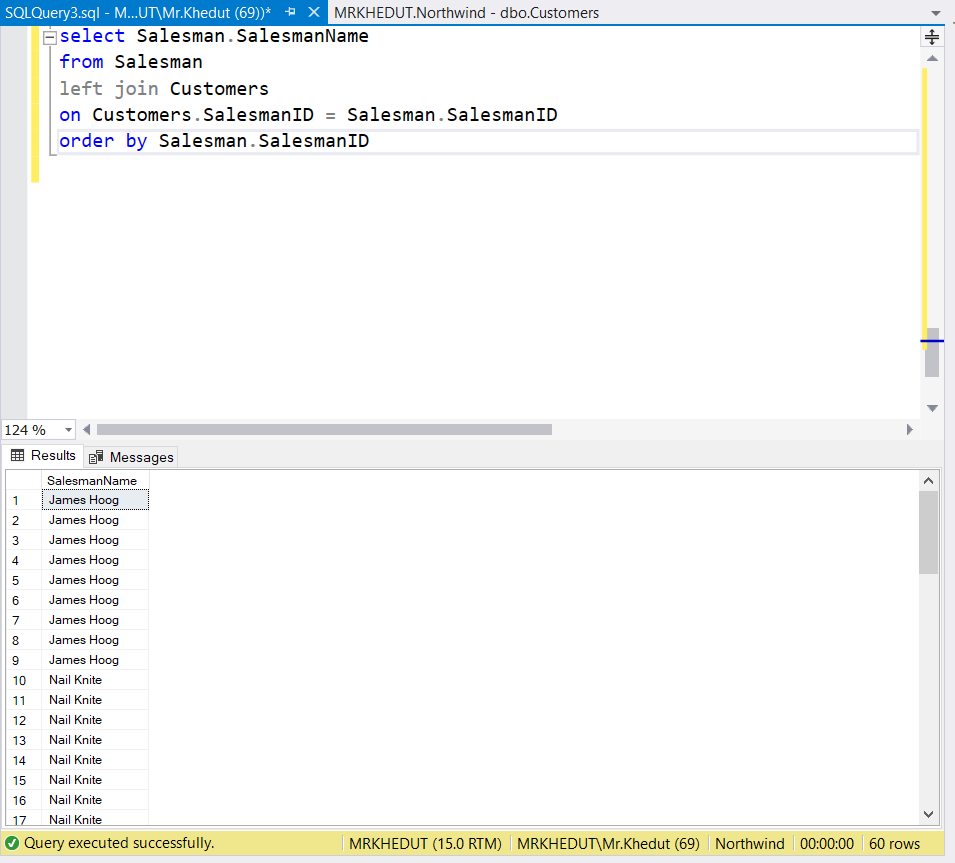 SQLQuery3.sql - M...UT\Mr.Khedut (69))* MRKHEDUT.Northwind - dbo.Customers
select Salesman.SalesmanName
from Salesman
left join Customers
on Customers.SalesmanID = Salesman.SalesmanID
order by Salesman.SalesmanID
124 %
Results Messages
SalesmanName
1 James Hoog
2 James Hoog
3 James Hoog
4 James Hoog
5 James Hoog
6 James Hoog
7 James Hoog
8 James Hoog
9 James Hoog
10 Nail Knite
11 Nail Knite
12 Nail Knite
13 Nail Knite
14 Nail Knite
15 Nail Knite
16 Nail Knite
17 Nail Knite
Query executed successfully. MRKHEDUT (15.0 RTM) MRKHEDUT\Mr.Khedut (69) Northwind 00:00:00 60 rows